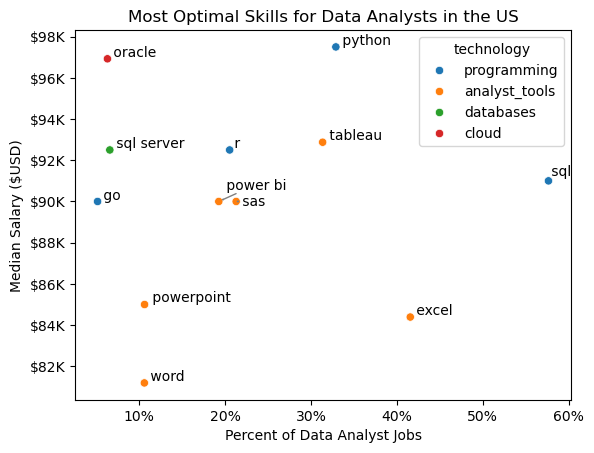 Most Optimal Skills for Data Analysts in the US
$98K
$96K
$94K
$92K
$90K
$88K
$86K
$84K
$82K
Median Salary ($USD)
python
oracle
sql server
r
tableau
sql
power bi
go
sas
powerpoint
excel
word
technology
programming
analyst_tools
databases
cloud
10%
20%
30%
40%
50%
60%
Percent of Data Analyst Jobs